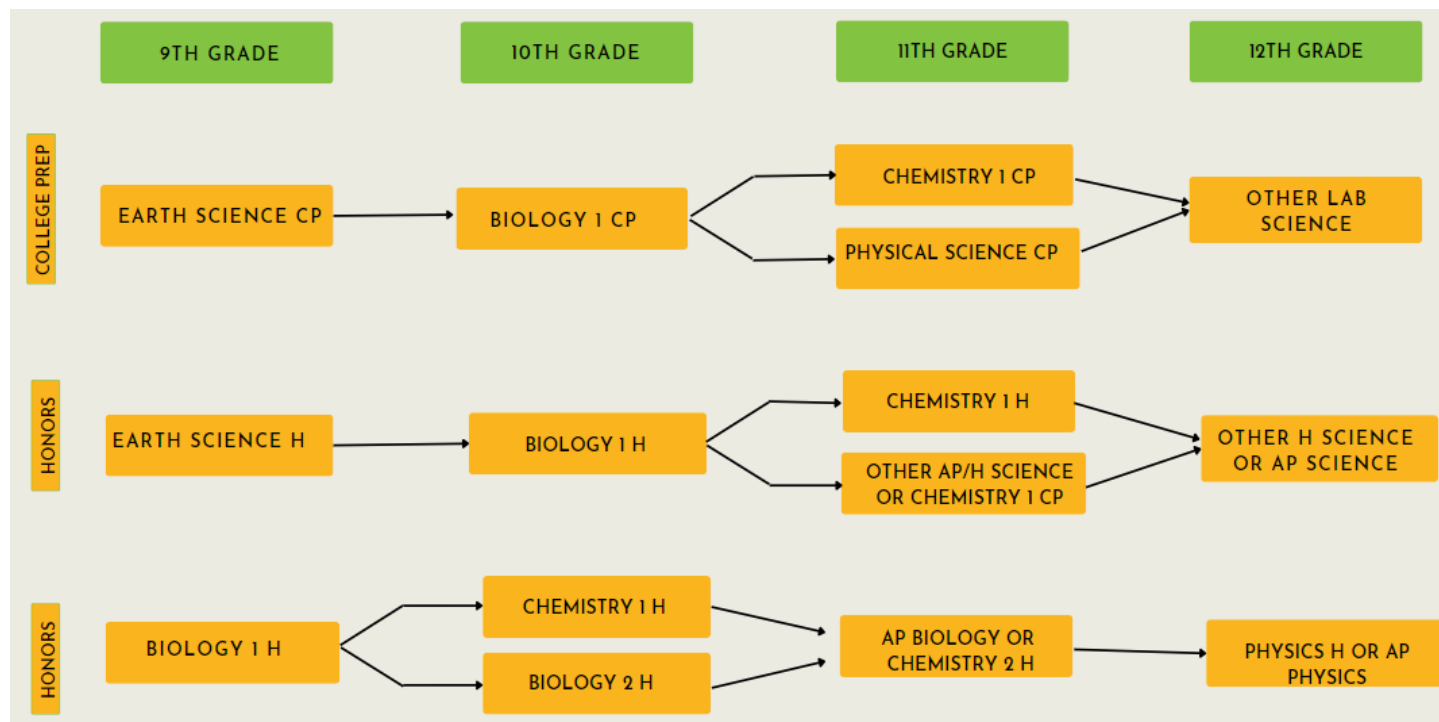 9TH GRADE
10TH GRADE
11TH GRADE
12TH GRADE
COLLEGE PREP
EARTH SCIENCE CP
BIOLOGY 1 CP
CHEMISTRY 1 CP
PHYSICAL SCIENCE CP
OTHER LAB
SCIENCE
HONORS
EARTH SCIENCE H
BIOLOGY 1 H
CHEMISTRY 1 H
OTHER AP/H SCIENCE
OR CHEMISTRY 1 CP
OTHER H SCIENCE
OR AP SCIENCE
HONORS
BIOLOGY 1 H
CHEMISTRY 1 H
BIOLOGY 2 H
AP BIOLOGY OR
CHEMISTRY 2 H
PHYSICS H OR AP
PHYSICS